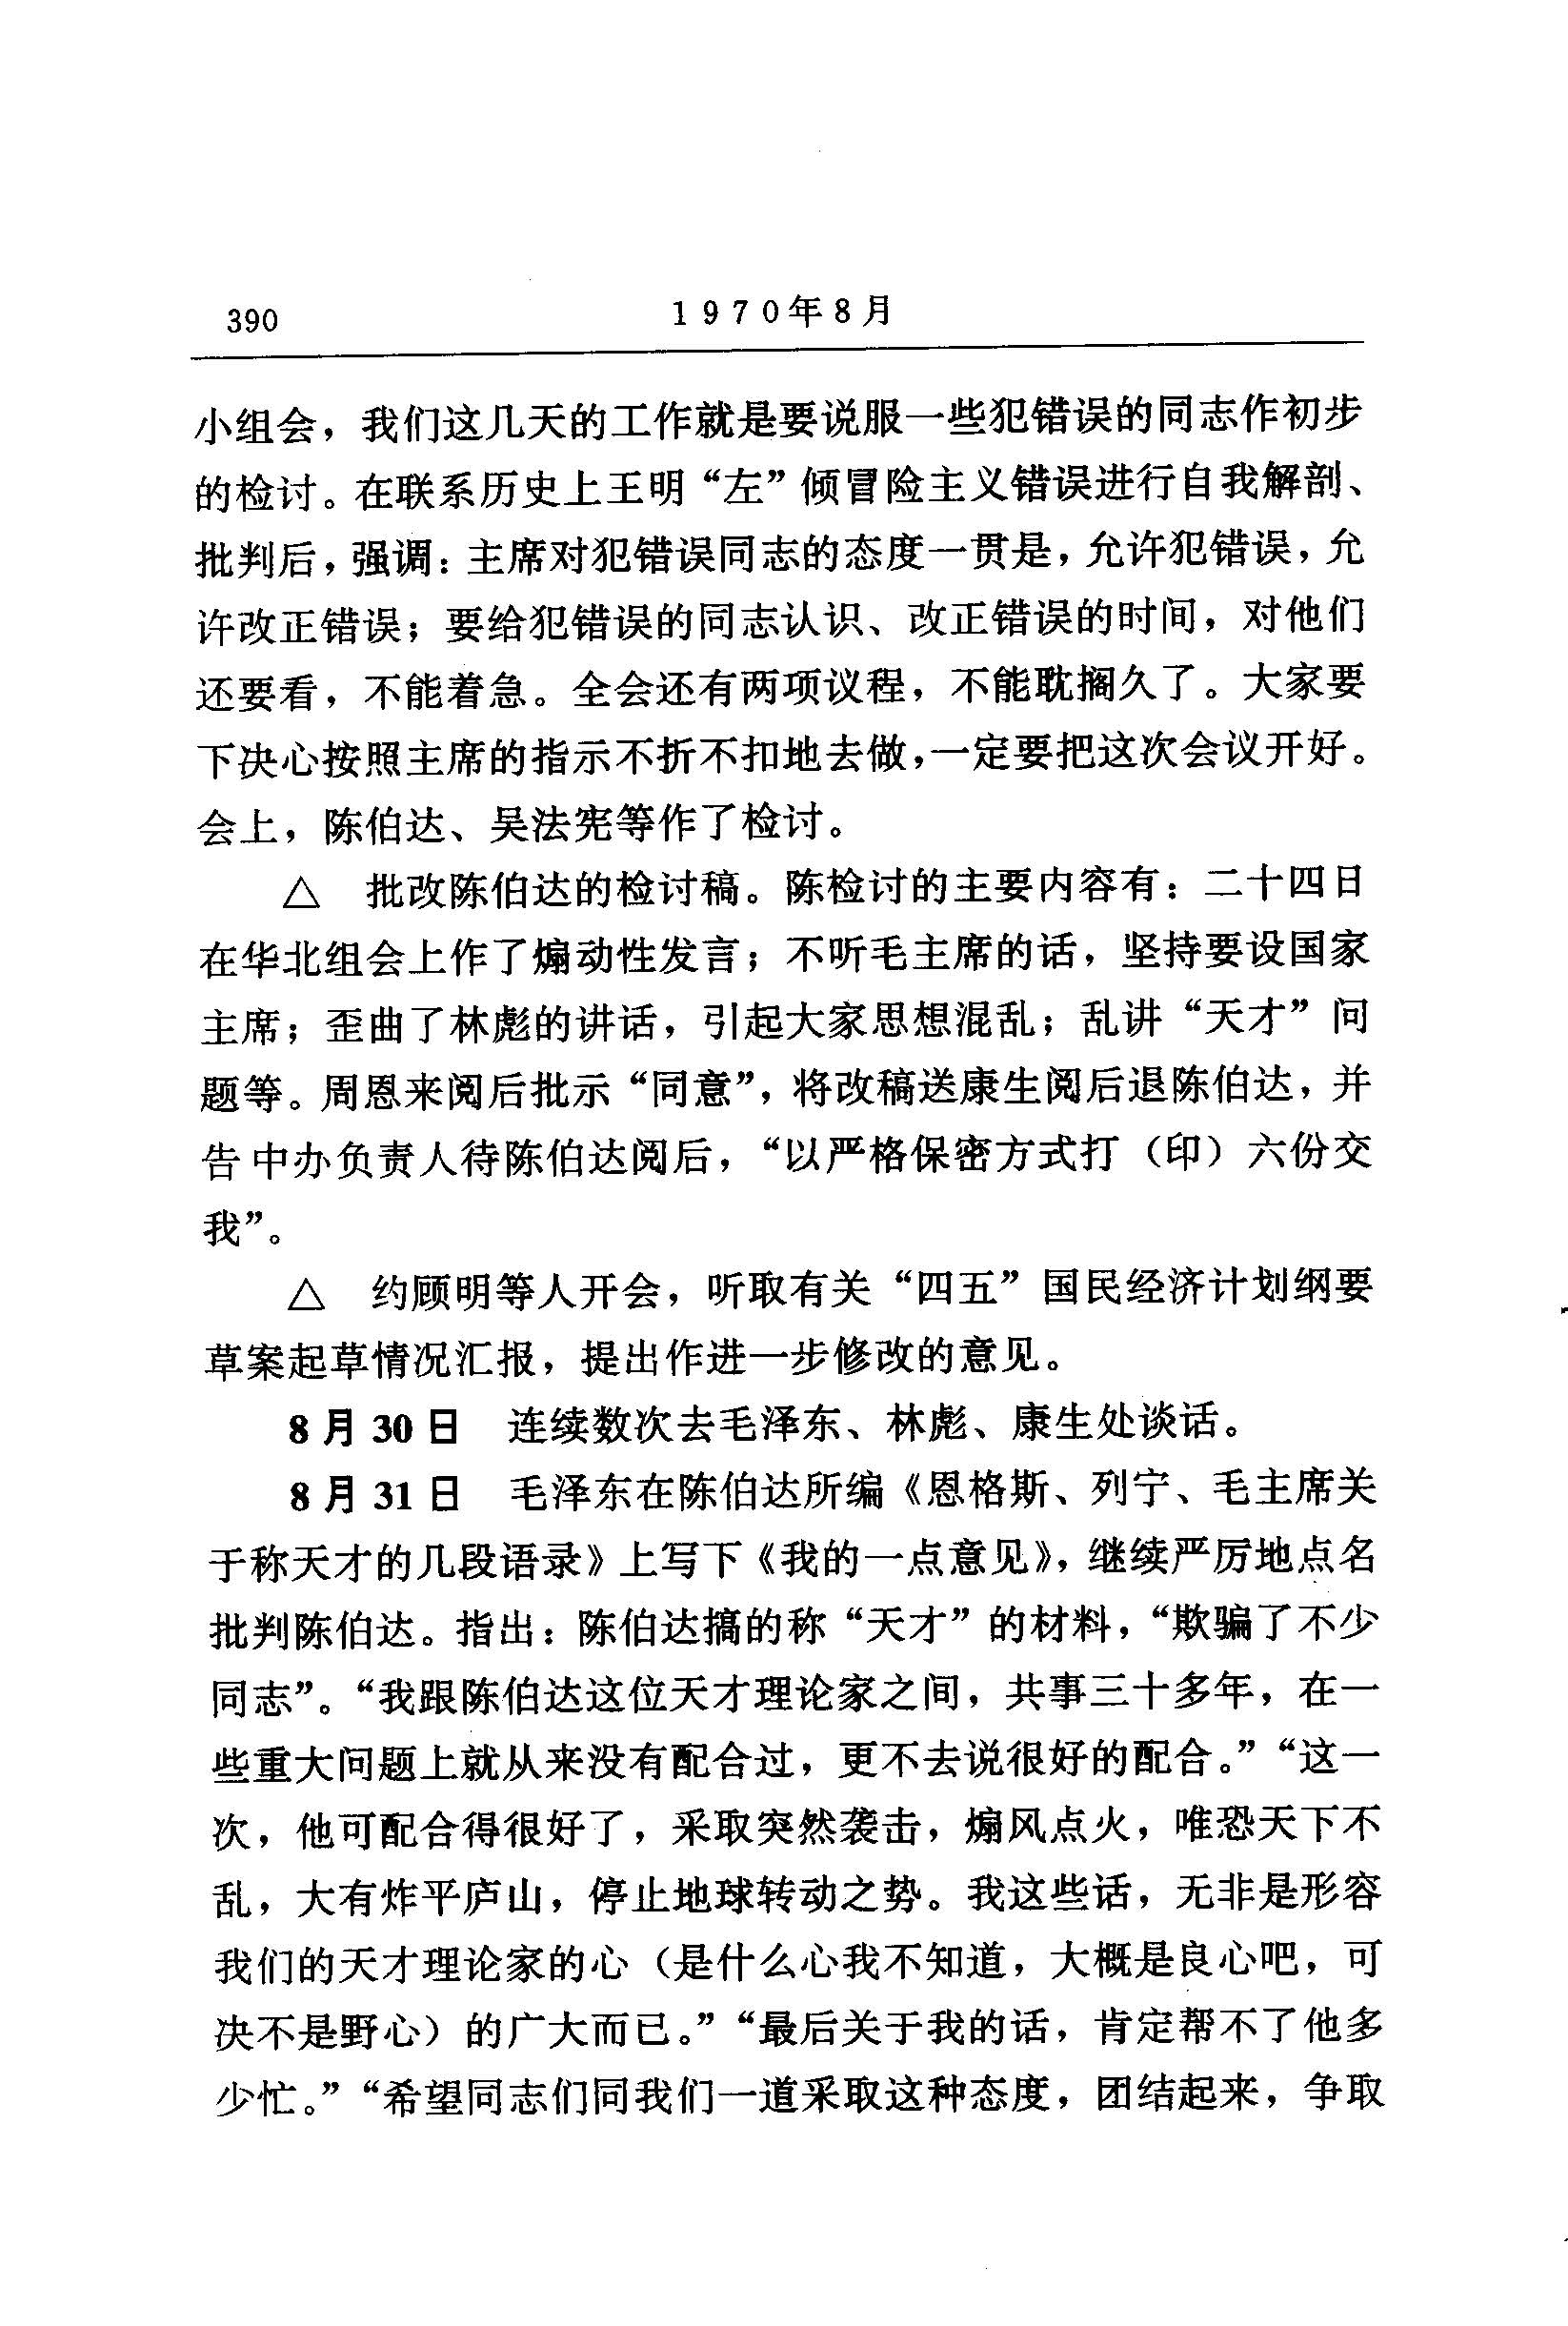 390
1970年8月
小组会，我们这几天的工作就是要说服一些犯错误的同志作初步
的检讨。在联系历史上王明“左”倾冒险主义错误进行自我解剖、
批判后，强调：主席对犯错误同志的态度一贯是，允许犯错误，允
许改正错误；要给犯错误的同志认识、改正错误的时间，对他们
还要看，不能着急。全会还有两项议程，不能耽搁久了。大家要
下决心按照主席的指示不折不扣地去做，一定要把这次会议开好。
会上，陈伯达、吴法宪等作了检讨。
△　批改陈伯达的检讨稿。陈检讨的主要内容有：二十四日
在华北组会上作了煽动性发言；不听毛主席的话，坚持要设国家
主席；歪曲了林彪的讲话，引起大家思想混乱；乱讲“天才”问
题等。周恩来阅后批示“同意”，将改稿送康生阅后退陈伯达，并
告中办负责人待陈伯达阅后，“以严格保密方式打（印）六份交
我”。
△　约顾明等人开会，听取有关“四五”国民经济计划纲要
草案起草情况汇报，提出作进一步修改的意见。
8月30日　连续数次去毛泽东、林彪、康生处谈话。
8月31日　毛泽东在陈伯达所编《恩格斯、列宁、毛主席关
于称天才的几段语录》上写下《我的一点意见》，继续严厉地点名
批判陈伯达。指出：陈伯达搞的称“天才”的材料，“欺骗了不少
同志”。“我跟陈伯达这位天才理论家之间，共事三十多年，在一
些重大问题上就从来没有配合过，更不去说很好的配合。”“这一
次，他可配合得很好了，采取突然袭击，煽风点火，唯恐天下不
乱，大有炸平庐山，停止地球转动之势。我这些话，无非是形容
我们的天才理论家的心（是什么心我不知道，大概是良心吧，可
决不是野心）的广大而已。”“最后关于我的话，肯定帮不了他多
少忙。”“希望同志们同我们一道采取这种态度，团结起来，争取